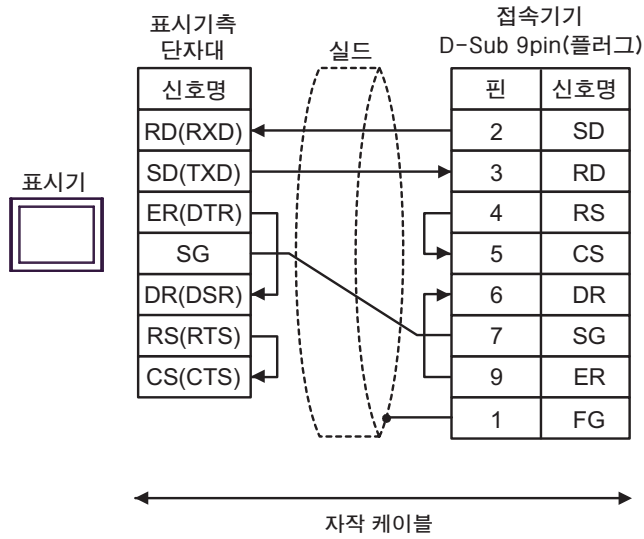 표시기측
단자대
실드
접속기기
D-Sub 9pin(플러그)
신호명
핀 신호명
RD(RXD) 2 SD
SD(TXD) 3 RD
표시기
ER(DTR) 4 RS
SG 5 CS
DR(DSR) 6 DR
RS(RTS) 7 SG
CS(CTS) 9 ER
1 FG
자작 케이블